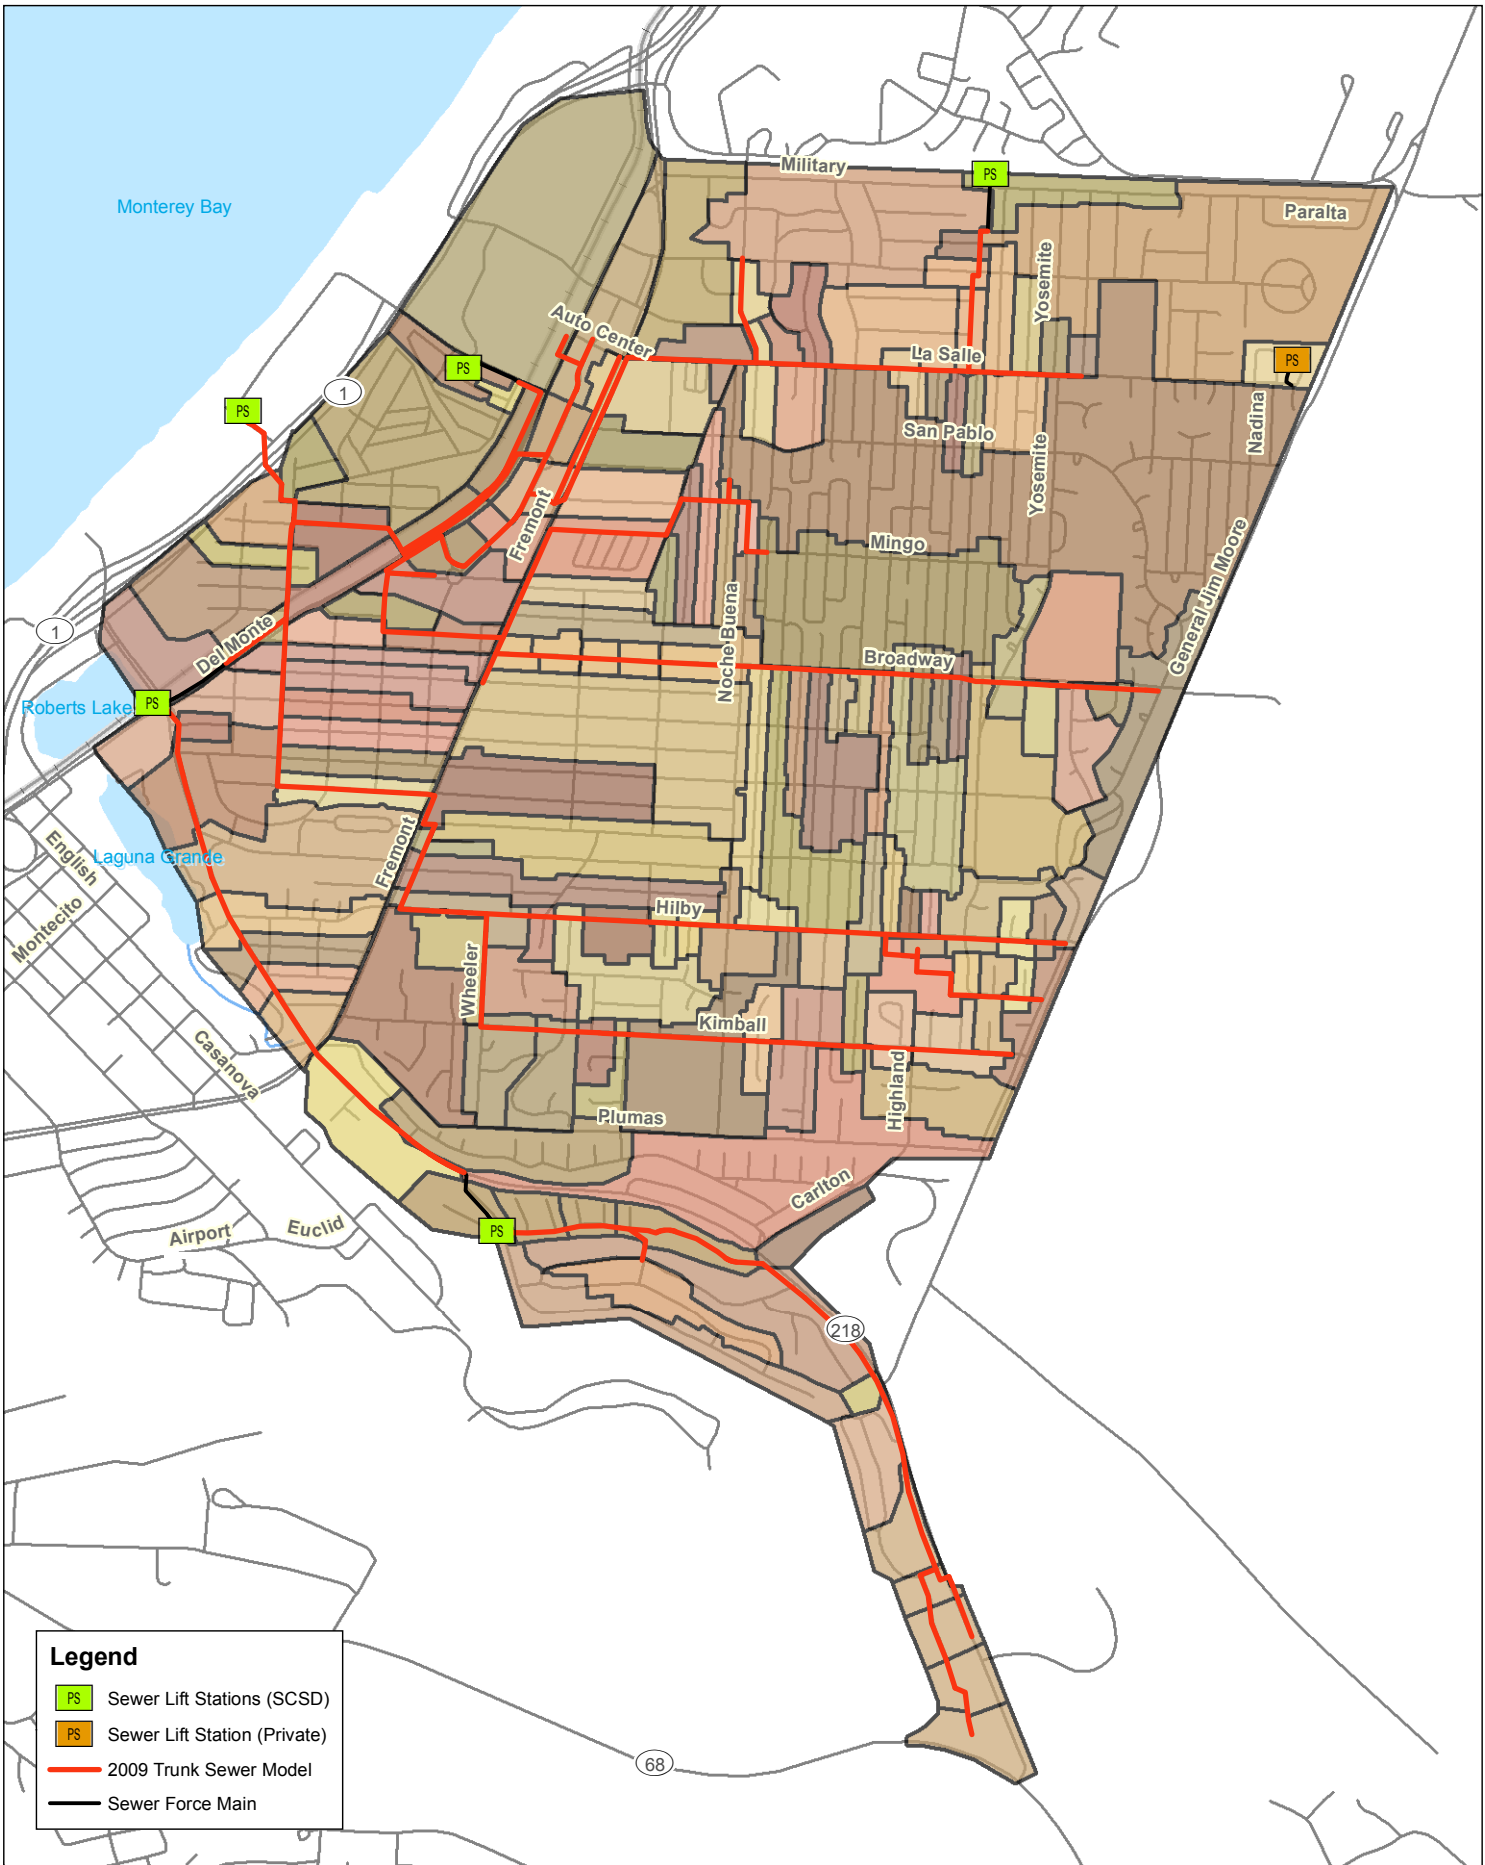 Military
PS
Paralta
Monterey Bay
Yosemite
Auto Center
La Salle
PS
PS
1
PS
Nadina
San Pablo
Yosemite
Fremont
Mingo
General Jim Moore
1
Noche Buena
Del Monte
Broadway
Roberts Lake
PS
English
Laguna Grande
Fremont
Montecito
Hilby
Wheeler
Kimball
Casanova
Highland
Plumas
Carlton
Airport
Euclid
PS
218
Legend
PS Sewer Lift Stations (SCSD)
PS Sewer Lift Station (Private)
2009 Trunk Sewer Model
Sewer Force Main
68